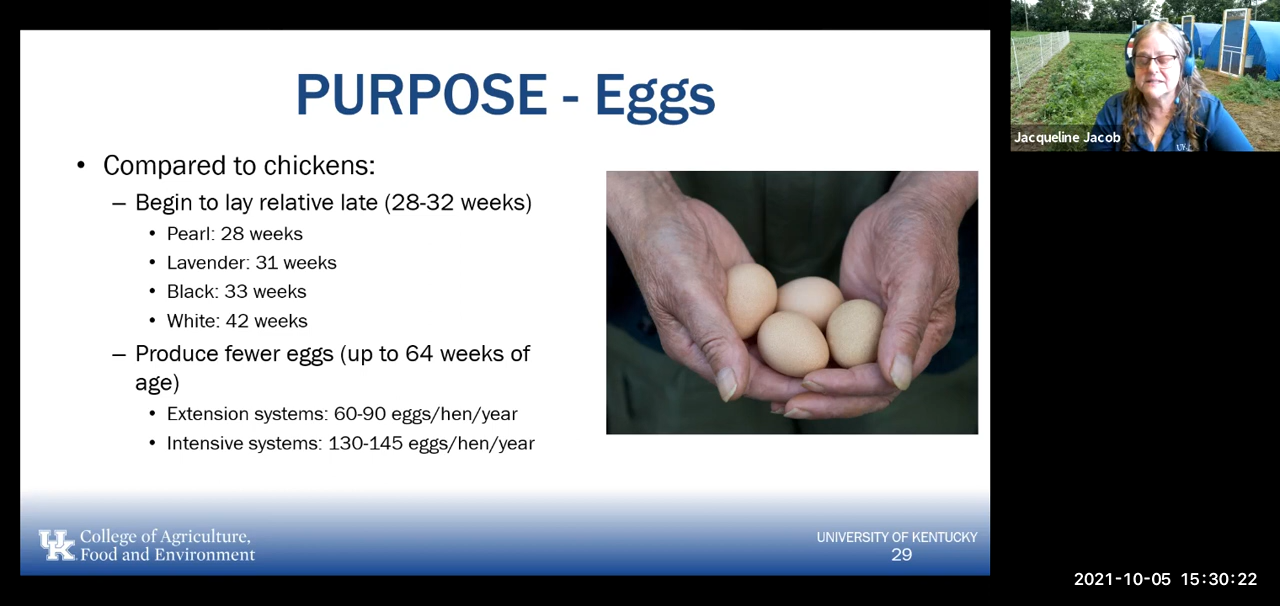 PURPOSE - Eggs
• Compared to chickens:
– Begin to lay relative late (28-32 weeks)
• Pearl: 28 weeks
• Lavender: 31 weeks
• Black: 33 weeks
• White: 42 weeks
– Produce fewer eggs (up to 64 weeks of
age)
• Extension systems: 60-90 eggs/hen/year
• Intensive systems: 130-145 eggs/hen/year
UK College of Agriculture,
Food and Environment
UNIVERSITY OF KENTUCKY
29
Jacqueline Jacob
2021-10-05 15:30:22